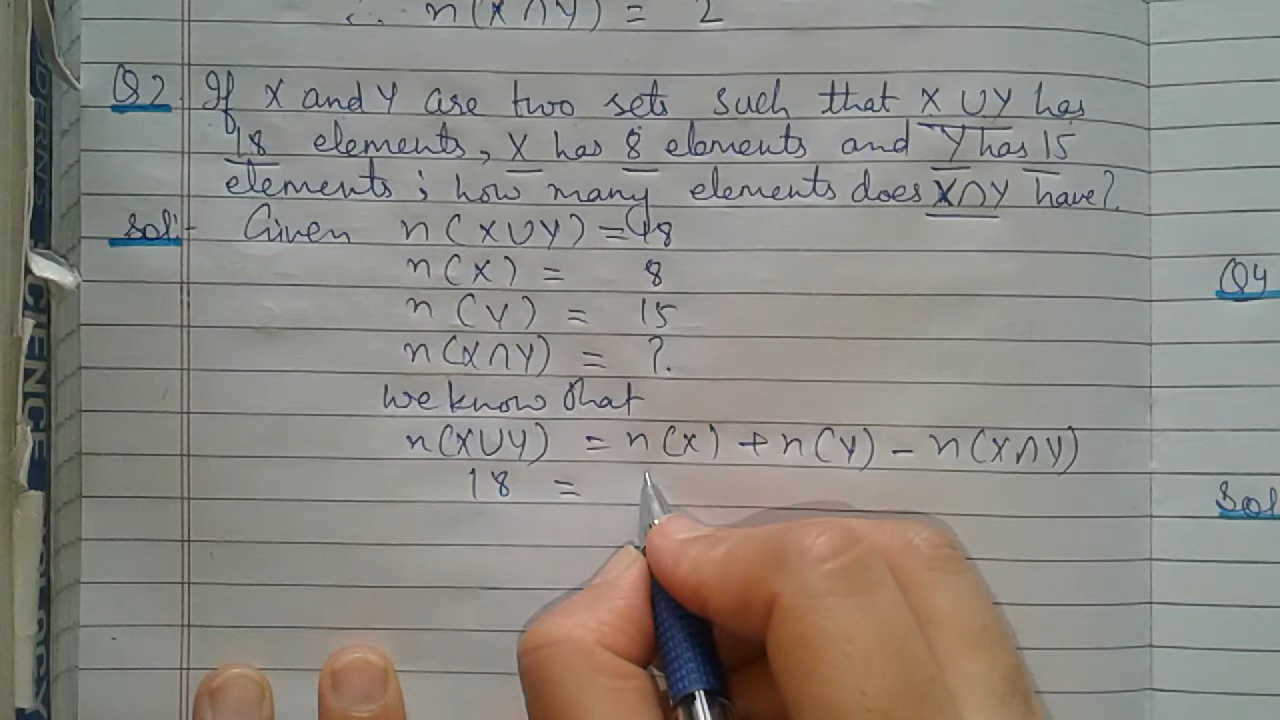 ∴ n(X∩Y) = 2
Q2 If X and Y are two sets such that X∪Y has
18 elements, X has 8 elements and Y has 15
elements; how many elements does X∩Y have?
Sol:- Given n(X∪Y) = 18
n(X) = 8
n(Y) = 15
n(X∩Y) = ?.
We know that
n(X∪Y) = n(X) + n(Y) - n(X∩Y)
18 =
Q4
Sol